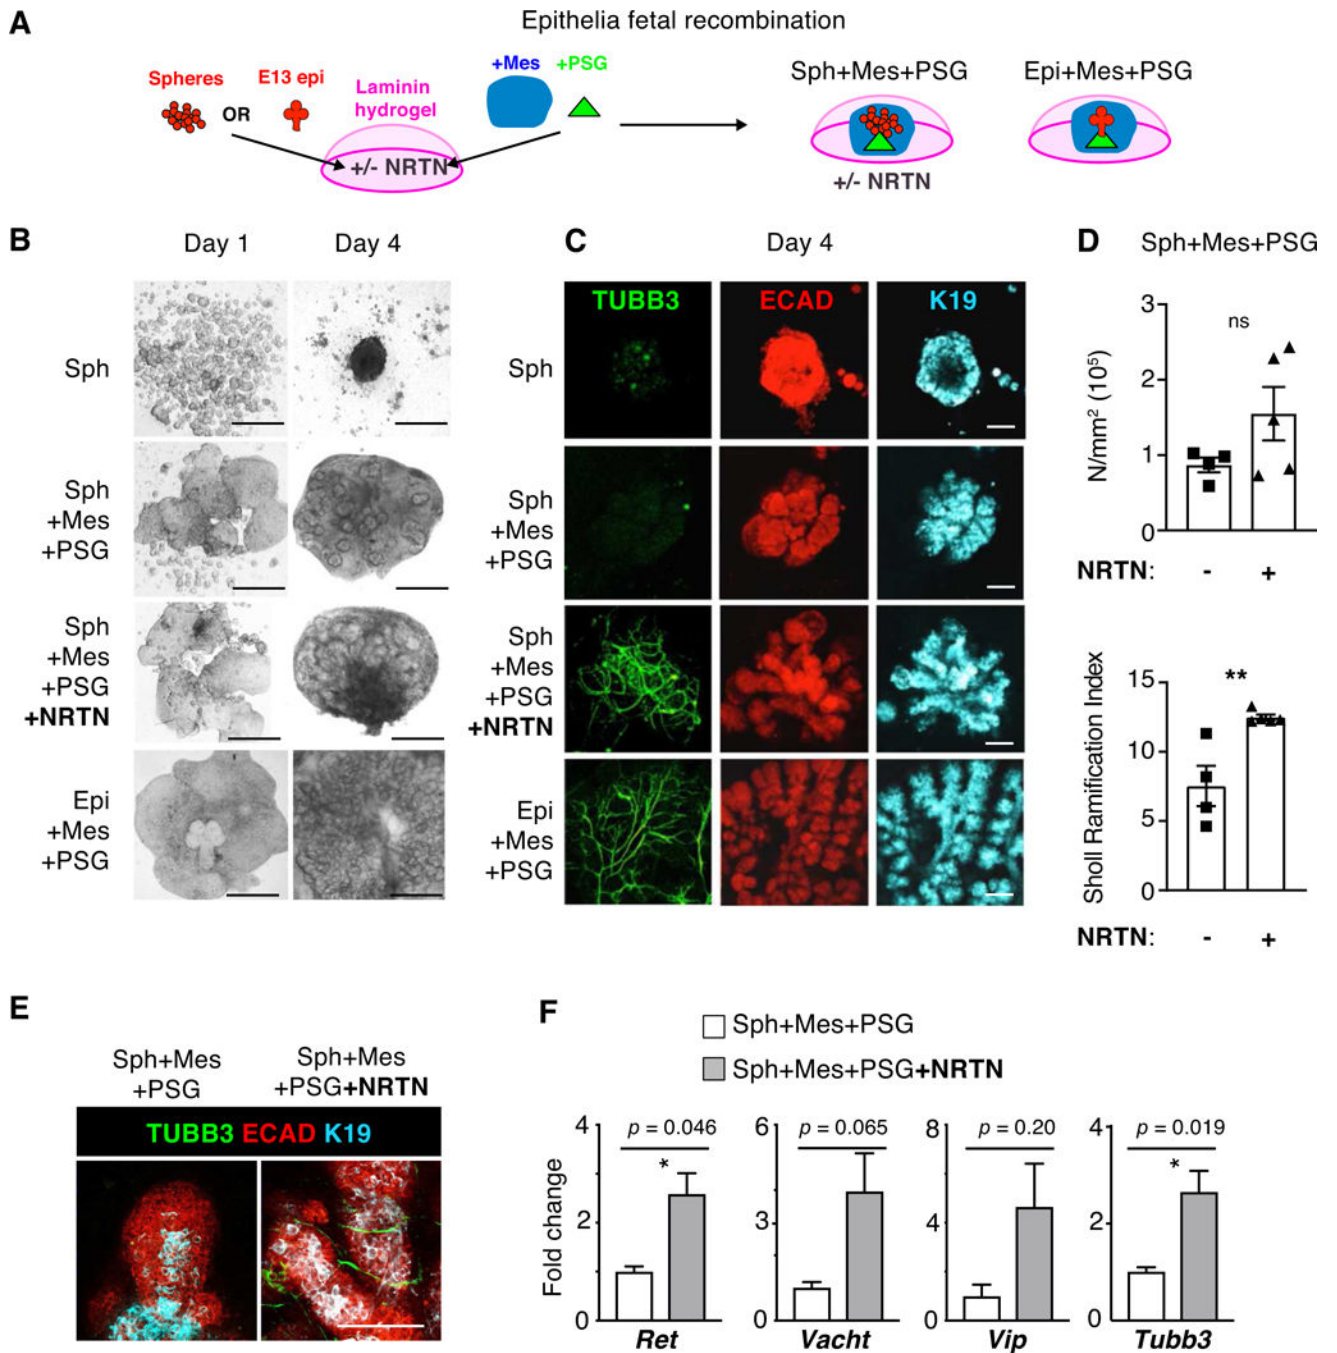 A
Epithelia fetal recombination
Spheres
OR
E13 epi
Laminin
hydrogel
+/- NRTN
+Mes
+PSG
Sph+Mes+PSG
+/- NRTN
Epi+Mes+PSG
B
Day 1
Day 4
Sph
Sph
+Mes
+PSG
Sph
+Mes
+PSG
+NRTN
Epi
+Mes
+PSG
C
Day 4
TUBB3
ECAD
K19
Sph
Sph
+Mes
+PSG
Sph
+Mes
+PSG
+NRTN
Epi
+Mes
+PSG
D
Sph+Mes+PSG
N/mm² (10⁵)
3
2
1
0
ns
NRTN: - +
Sholl Ramification Index
15
10
5
0
**
NRTN: - +
E
Sph+Mes
+PSG
Sph+Mes
+PSG+NRTN
TUBB3 ECAD K19
F
Sph+Mes+PSG
Sph+Mes+PSG+NRTN
Fold change
4
2
0
p = 0.046
*
Ret
6
3
0
p = 0.065
Vacht
8
4
0
p = 0.20
Vip
4
2
0
p = 0.019
*
Tubb3